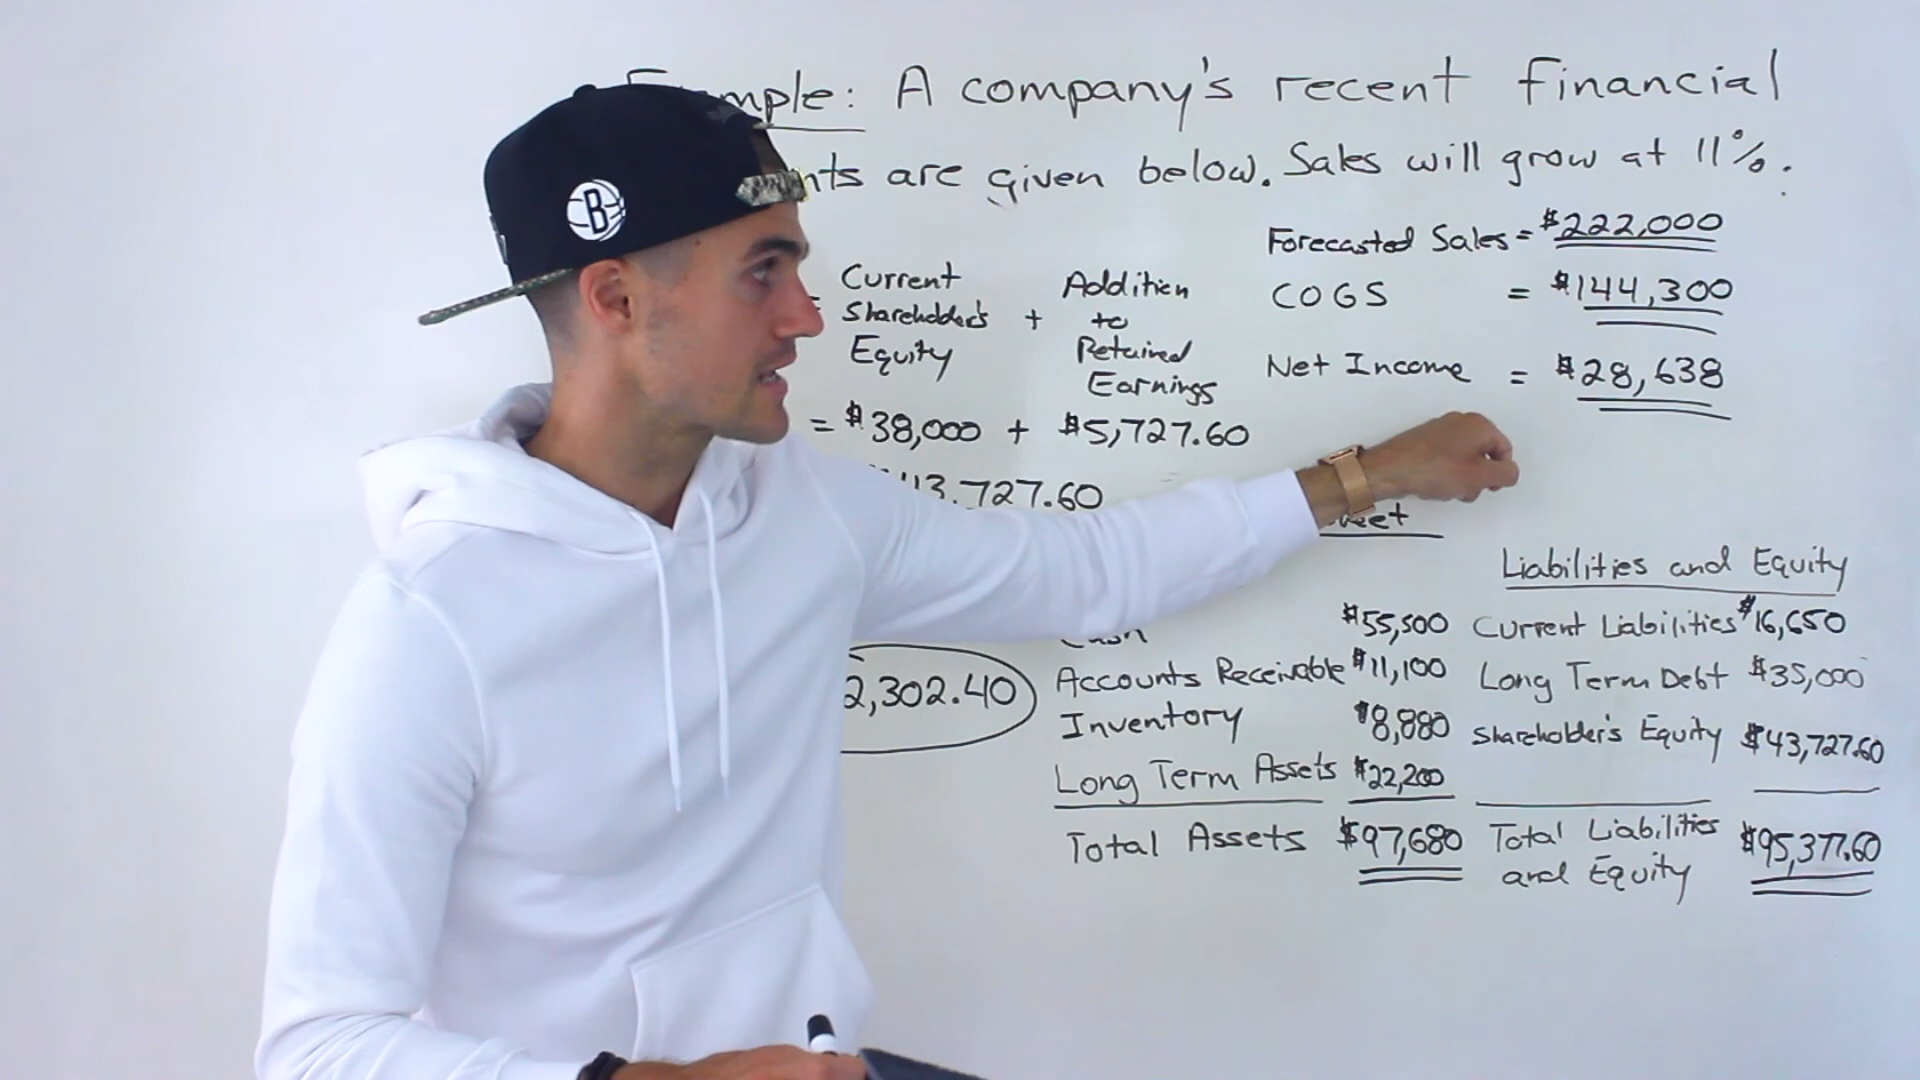 mple: A company's recent financial
nts are given below. Sales will grow at 11%.
Forecasted Sales = $222,000
COGS = $144,300
Net Income = $28,638
= Current Shareholder's Equity + Addition to Retained Earnings
= $38,000 + $5,727.60
43,727.60
B
2,302.40
eet
Liabilities and Equity
Cash $55,500 Current Liabilities $16,650
Accounts Receivable $11,100 Long Term Debt $35,000
Inventory $8,880 Shareholder's Equity $43,727.60
Long Term Assets $22,200
Total Assets $97,680 Total Liabilities and Equity $95,377.60